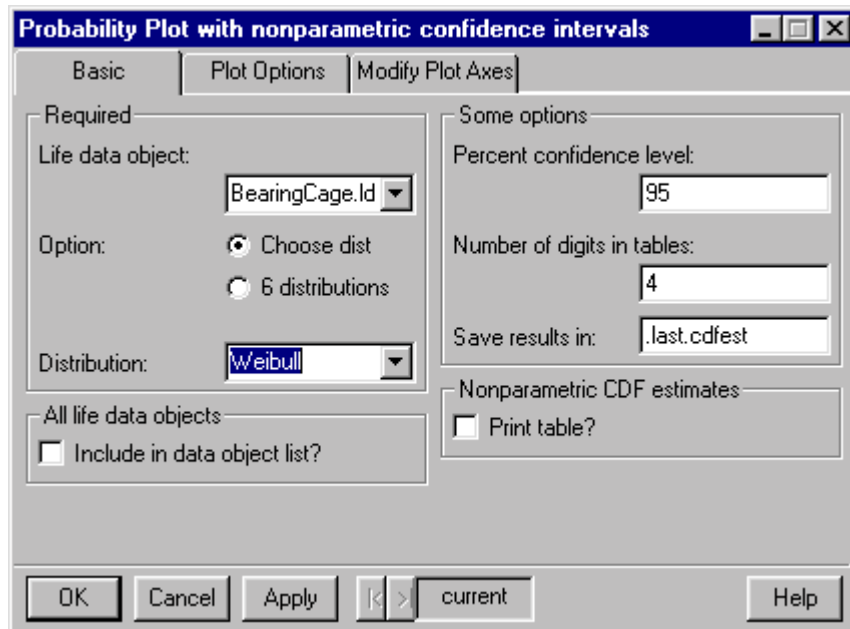 Probability Plot with nonparametric confidence intervals
Basic
Plot Options
Modify Plot Axes
Required
Life data object:
BearingCage.ld
Option:
Choose dist
6 distributions
Distribution:
Weibull
All life data objects
Include in data object list?
Some options
Percent confidence level:
95
Number of digits in tables:
4
Save results in:
.last.cdfest
Nonparametric CDF estimates
Print table?
OK
Cancel
Apply
current
Help